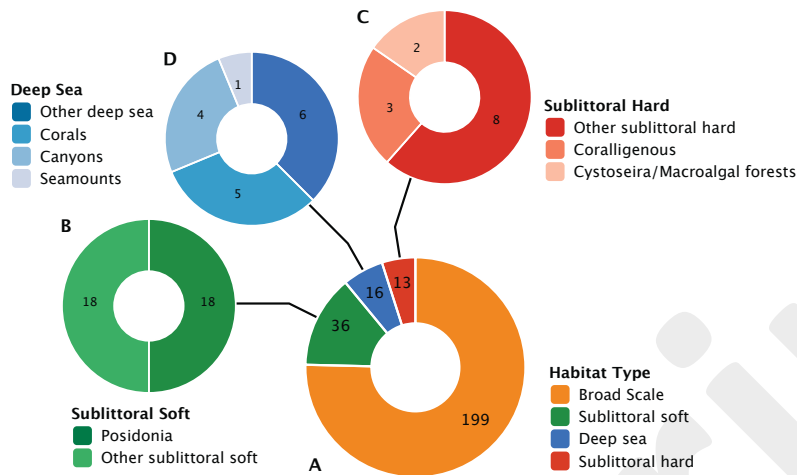 C
2
3
8
D
1
4
6
5
Deep Sea
Other deep sea
Corals
Canyons
Seamounts
Sublittoral Hard
Other sublittoral hard
Coralligenous
Cystoseira/Macroalgal forests
B
18
18
Sublittoral Soft
Posidonia
Other sublittoral soft
13
16
36
199
A
Habitat Type
Broad Scale
Sublittoral soft
Deep sea
Sublittoral hard